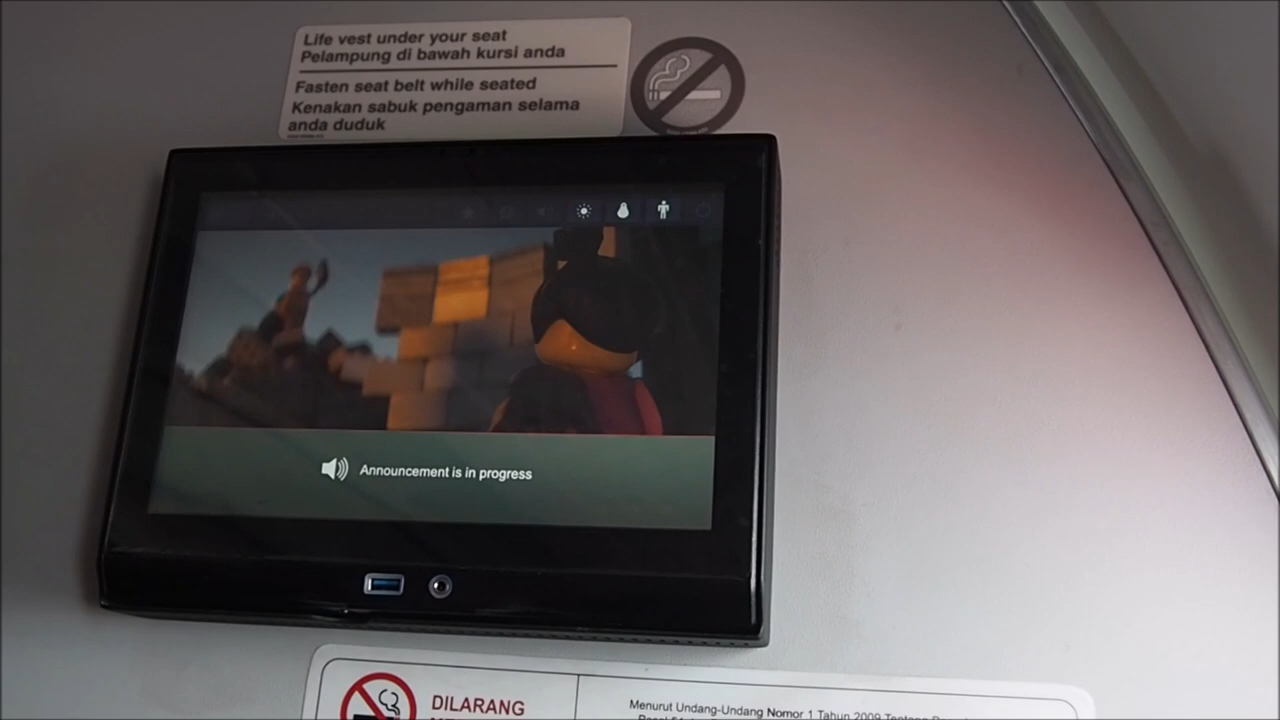 Life vest under your seat
Pelampung di bawah kursi anda
Fasten seat belt while seated
Kenakan sabuk pengaman selama
anda duduk
Announcement is in progress
DILARANG
Menurut Undang-Undang Nomor 1 Tahun 2009 Tentang